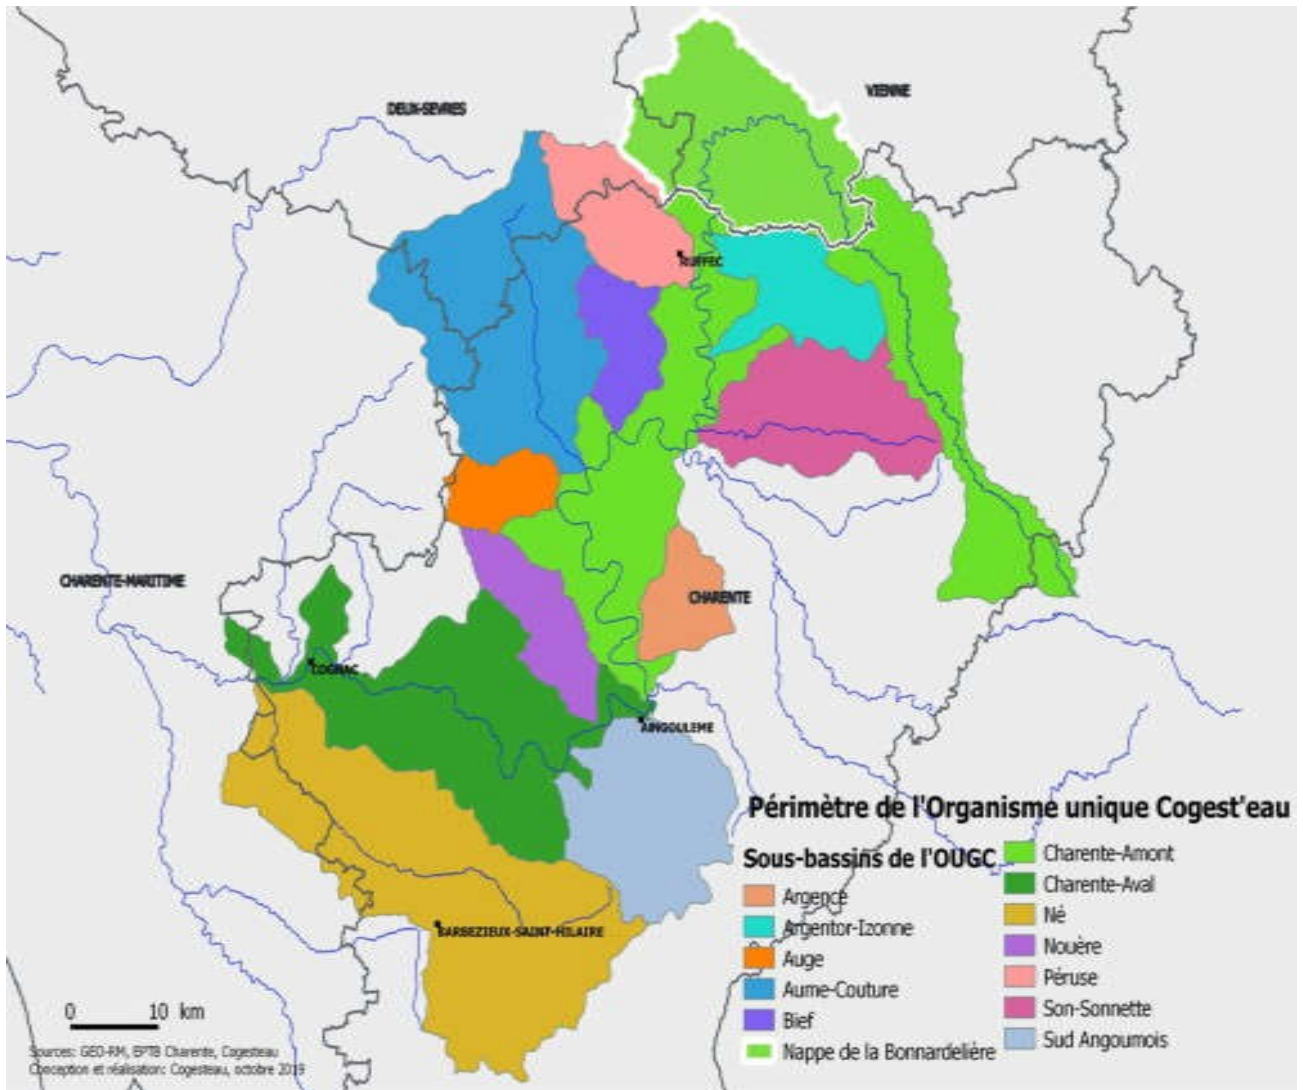 VIENNE
DEUX-SEVRES
RUFFEC
CHARENTE-MARITIME
CHARENTE
COGNAC
ANGOULEME
BARBEZIEUX-SAINT-HILAIRE
Périmètre de l'Organisme unique Cogest'eau
Sous-bassins de l'OUGC
Argence
Argentor-Izonne
Auge
Aume-Couture
Bief
Nappe de la Bonnardelière
Charente-Amont
Charente-Aval
Né
Nouère
Péruse
Son-Sonnette
Sud Angoumois
0 10 km
Sources: GEO-RM, EPTB Charente, Cogesteau
Conception et réalisation: Cogesteau, octobre 2019